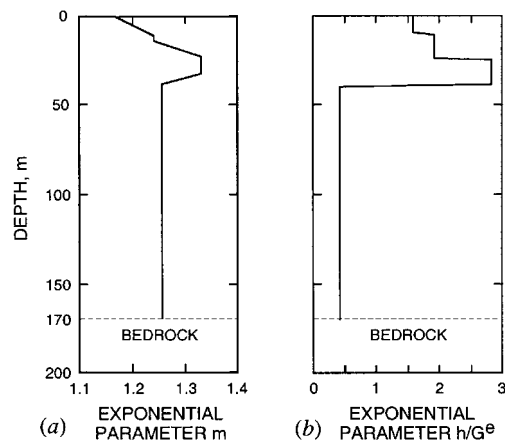 0
50
100
150
170
200
DEPTH, m
BEDROCK
1.1 1.2 1.3 1.4
(a) EXPONENTIAL
PARAMETER m
BEDROCK
0 1 2 3
(b) EXPONENTIAL
PARAMETER h/Gᵉ